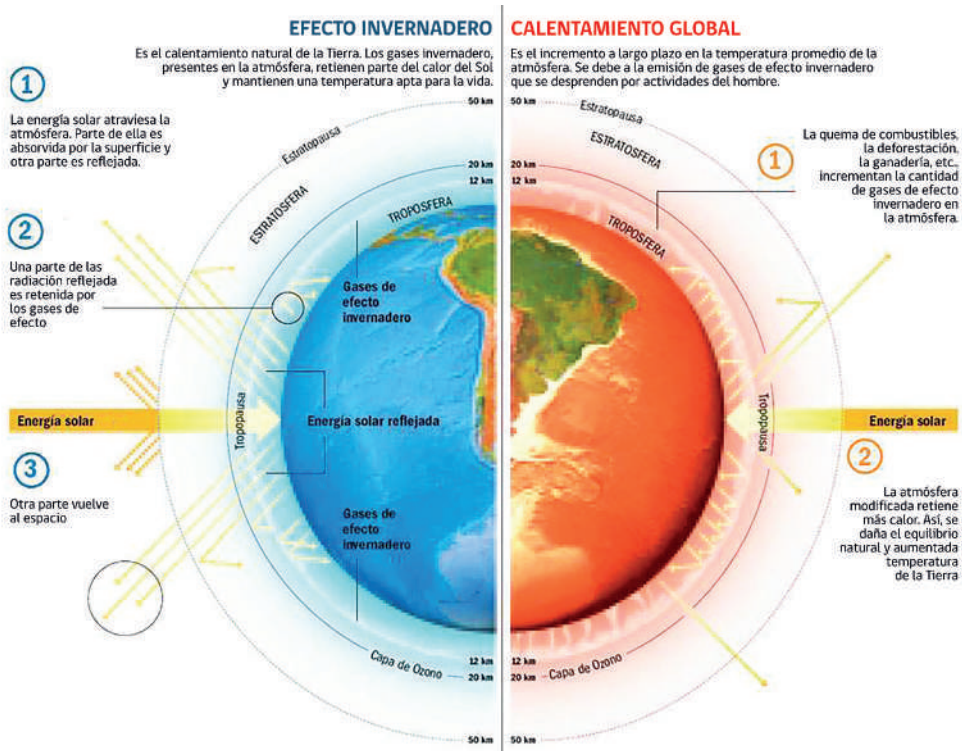 EFECTO INVERNADERO
Es el calentamiento natural de la Tierra. Los gases invernadero,
presentes en la atmósfera, retienen parte del calor del Sol
y mantienen una temperatura apta para la vida.
1
La energía solar atraviesa la
atmósfera. Parte de ella es
absorvida por la superficie y
otra parte es reflejada.
2
Una parte de las
radiación reflejada
es retenida por
los gases de
efecto
Energía solar
3
Otra parte vuelve
al espacio
50 km
Estratopausa
20 km
12 km
ESTRATOSFERA
TROPOSFERA
Gases de
efecto
invernadero
Tropopausa
Energía solar reflejada
Gases de
efecto
invernadero
Capa de Ozono
12 km
20 km
50 km
CALENTAMIENTO GLOBAL
Es el incremento a largo plazo en la temperatura promedio de la
atmósfera. Se debe a la emisión de gases de efecto invernadero
que se desprenden por actividades del hombre.
50 km
Estratopausa
ESTRATOSFERA
20 km
12 km
TROPOSFERA
1
La quema de combustibles,
la deforestación,
la ganadería, etc.,
incrementan la cantidad
de gases de efecto
invernadero en
la atmósfera.
Tropopausa
Energía solar
2
La atmósfera
modificada retiene
más calor. Así, se
daña el equilibrio
natural y aumentada
temperatura
de la Tierra
Capa de Ozono
12 km
20 km
50 km